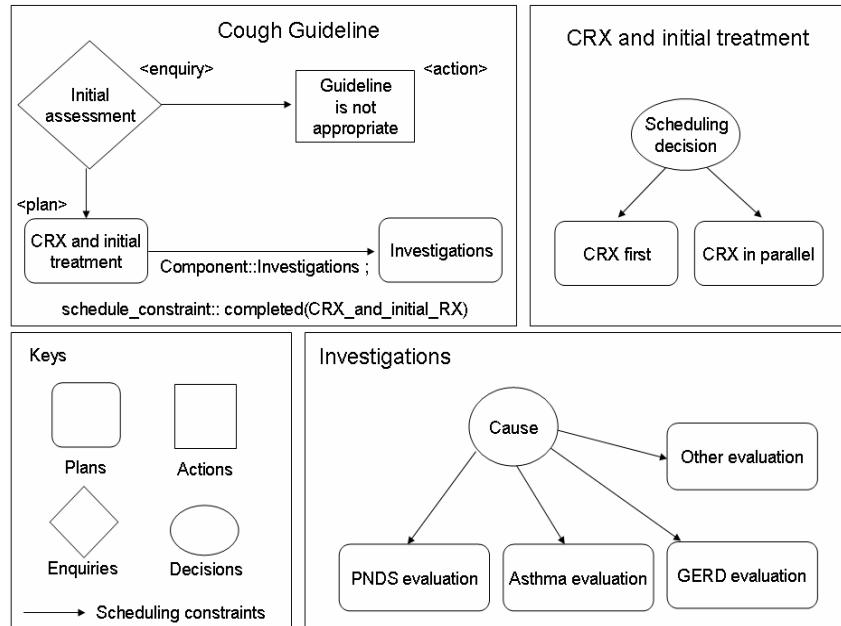 Cough Guideline
<enquiry>
<action>
Initial
assessment
Guideline
is not
appropriate
<plan>
CRX and initial
treatment
Component::Investigations ;
Investigations
schedule_constraint:: completed(CRX_and_initial_RX)
CRX and initial treatment
Scheduling
decision
CRX first
CRX in parallel
Keys
Plans
Actions
Enquiries
Decisions
Scheduling constraints
Investigations
Cause
Other evaluation
PNDS evaluation
Asthma evaluation
GERD evaluation